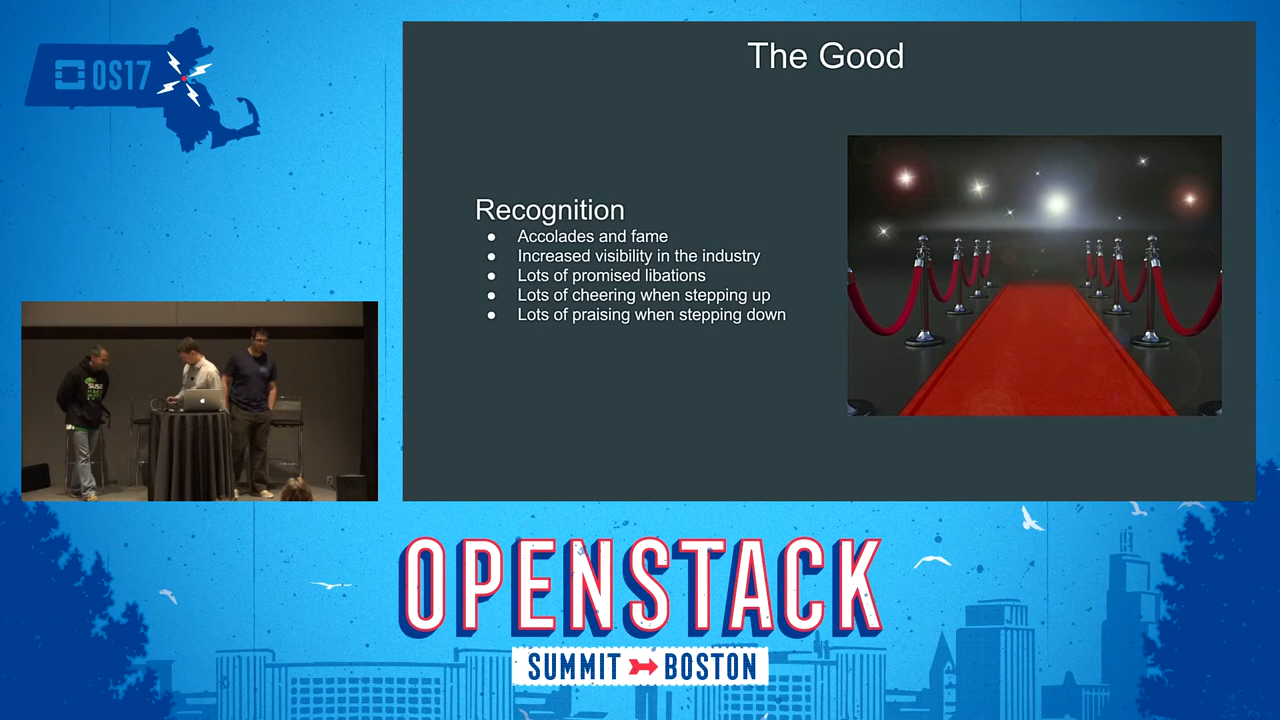 OS17
The Good
Recognition
● Accolades and fame
● Increased visibility in the industry
● Lots of promised libations
● Lots of cheering when stepping up
● Lots of praising when stepping down
SUSE
OPENSTACK
SUMMIT BOSTON